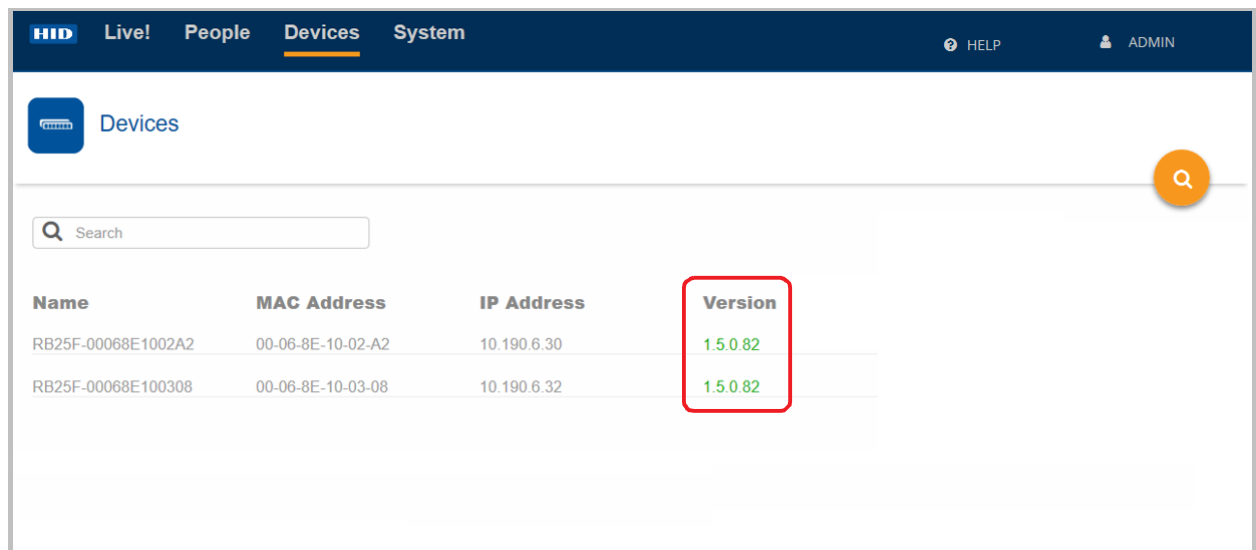 HID Live! People Devices System HELP ADMIN
Devices
Search
Name MAC Address IP Address Version
RB25F-00068E1002A2 00-06-8E-10-02-A2 10.190.6.30 1.5.0.82
RB25F-00068E100308 00-06-8E-10-03-08 10.190.6.32 1.5.0.82